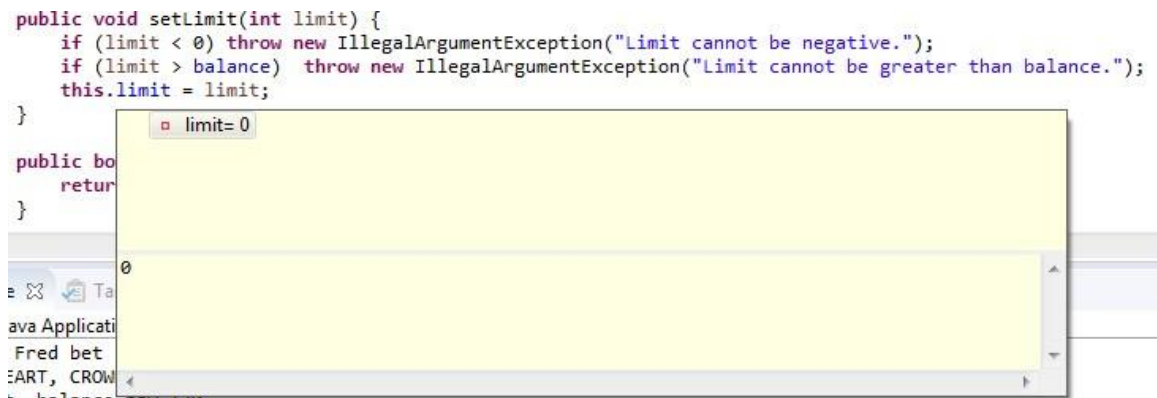 public void setLimit(int limit) {
if (limit < 0) throw new IllegalArgumentException("Limit cannot be negative.");
if (limit > balance)  throw new IllegalArgumentException("Limit cannot be greater than balance.");
this.limit = limit;
}
limit= 0
public bo
retur
}
0
e Ta
ava Applicati
Fred bet
EART, CROW